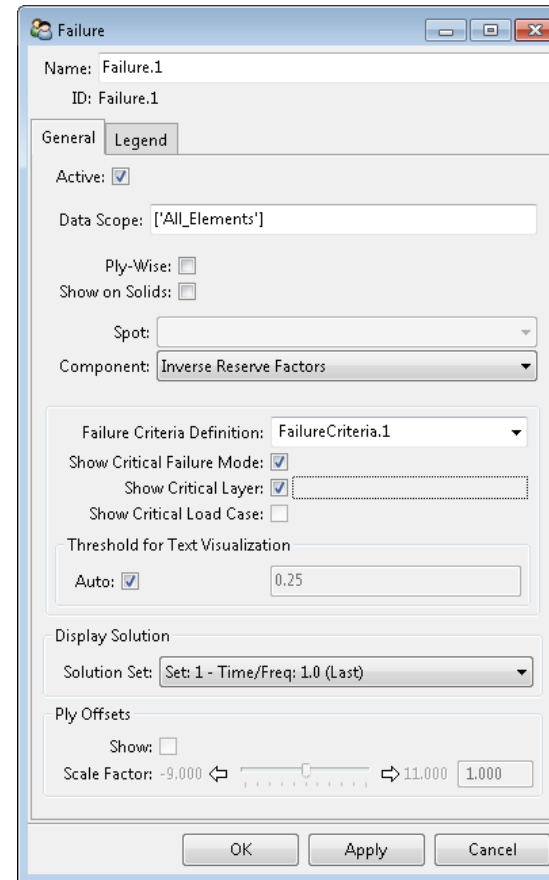 Failure
Name: Failure.1
ID: Failure.1
General Legend
Active:
Data Scope: ['All_Elements']
Ply-Wise:
Show on Solids:
Spot:
Component: Inverse Reserve Factors
Failure Criteria Definition: FailureCriteria.1
Show Critical Failure Mode:
Show Critical Layer:
Show Critical Load Case:
Threshold for Text Visualization
Auto: 0.25
Display Solution
Solution Set: Set: 1 - Time/Freq: 1.0 (Last)
Ply Offsets
Show:
Scale Factor: -9.000 11.000 1.000
OK Apply Cancel